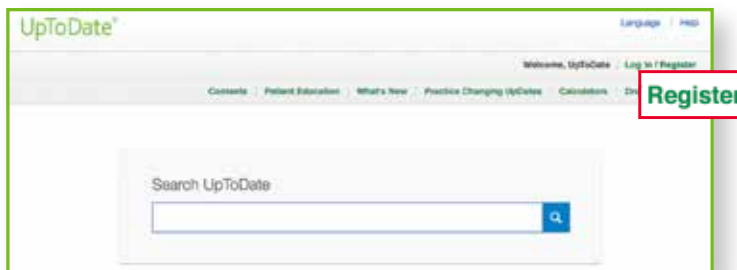 UpToDate®
Language Help
Welcome, UpToDate Log In / Register
Contents Patient Education What's New Practice Changing UpDates Calculators
Register
Search UpToDate